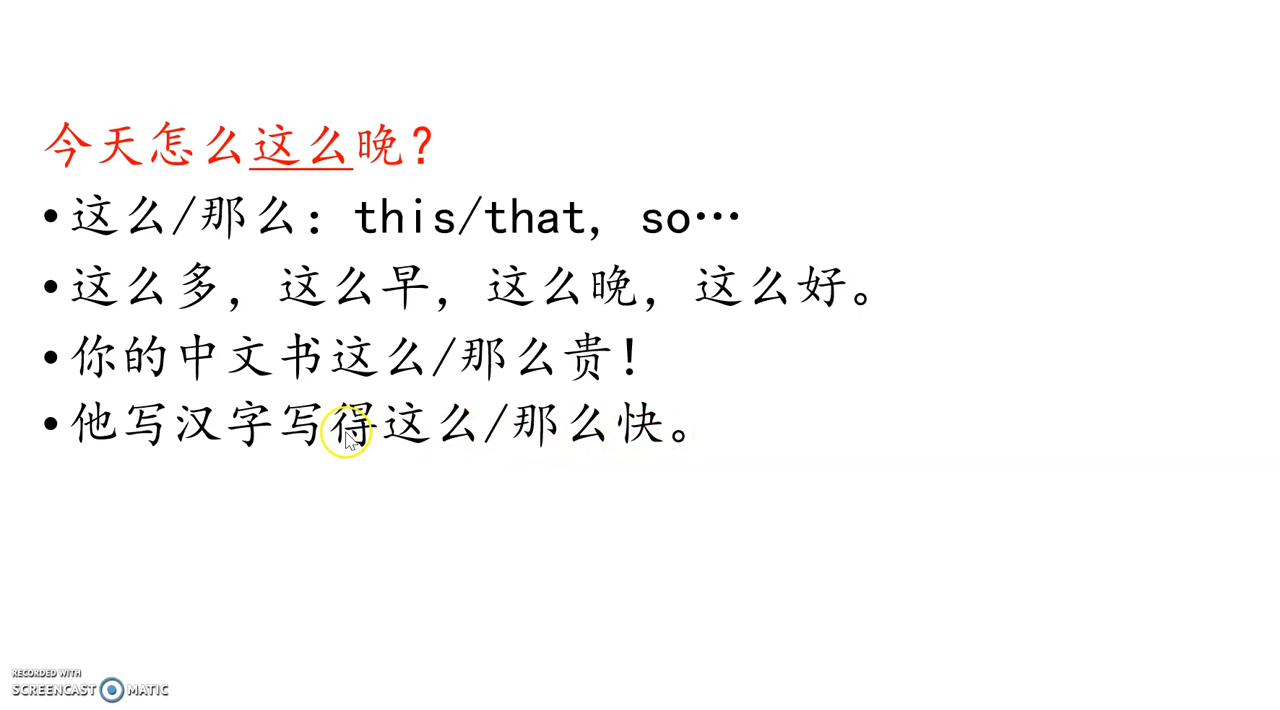 今天怎么这么晚？
•这么/那么：this/that, so…
•这么多，这么早，这么晚，这么好。
•你的中文书这么/那么贵！
•他写汉字写得这么/那么快。
RECORDED WITH
SCREENCAST MATIC